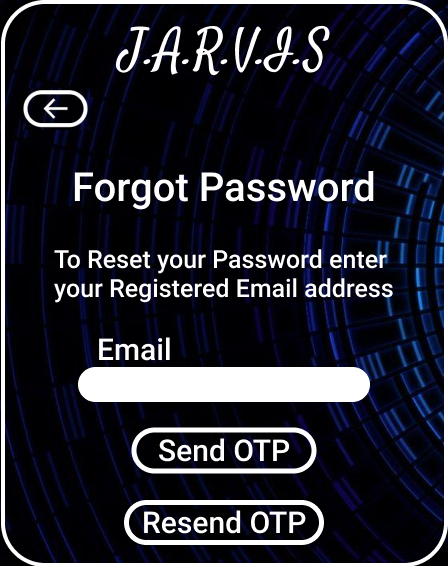 J.A.R.V.I.S
Forgot Password
To Reset your Password enter
your Registered Email address
Email
Send OTP
Resend OTP